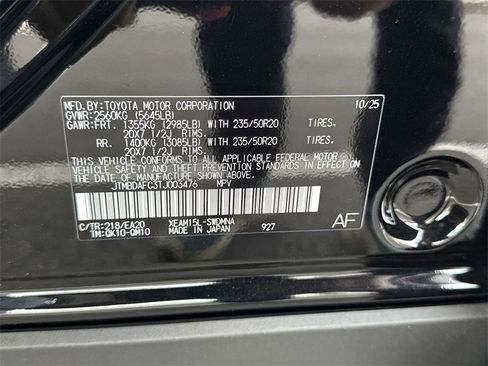 MFD.BY:TOYOTA MOTOR CORPORATION 10/25
GVWR:2560KG (5645LB)
GAWR:FRT. 1355KG (2985LB) WITH 235/50R20 TIRES.
20X7 1/2J RIMS.
RR. 1400KG (3085LB) WITH 235/50R20 TIRES.
20X7 1/2J RIMS.
THIS VEHICLE CONFORMS TO ALL APPLICABLE FEDERAL MOTOR
VEHICLE SAFETY AND THEFT PREVENTION STANDARDS IN EFFECT
ON THE DATE OF MANUFACTURE SHOWN ABOVE.
JTMBDAFC3TJ003476 MPV
C/TR:218/EA20 XEAM15L-SWDMNA AF
TM:QK10-QM10 MADE IN JAPAN 927